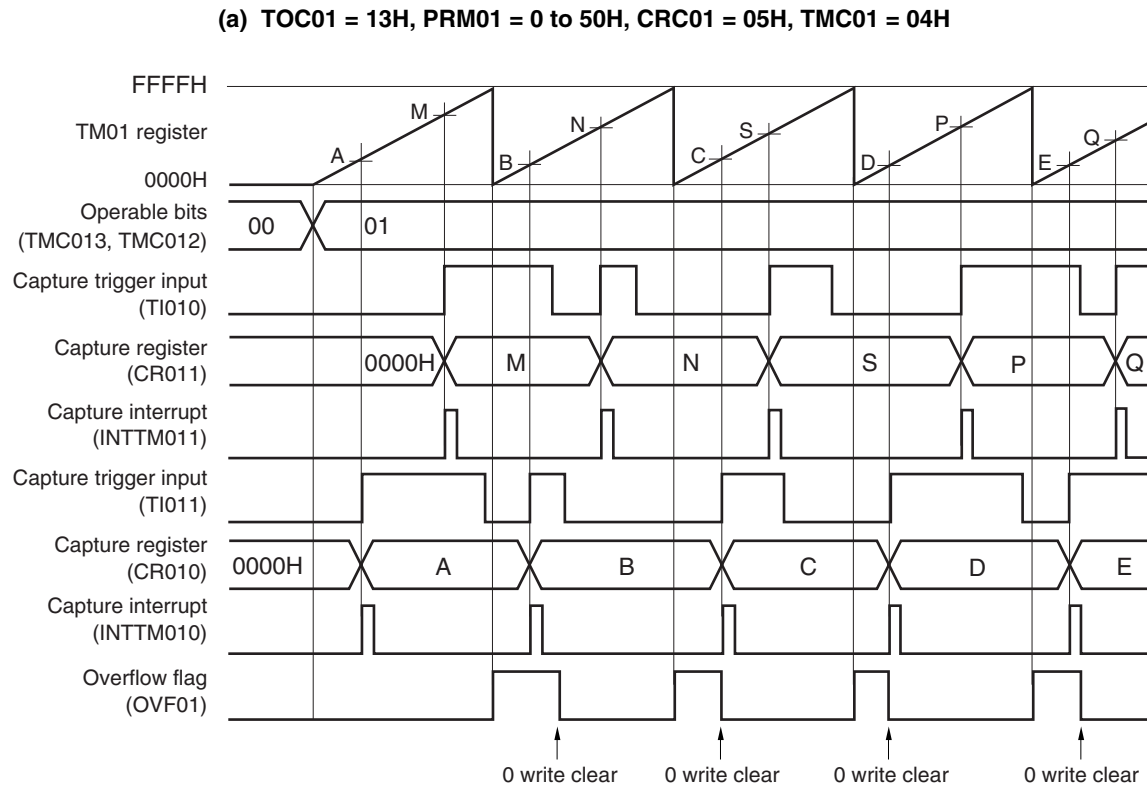 (a) TOC01 = 13H, PRM01 = 0 to 50H, CRC01 = 05H, TMC01 = 04H
FFFFH
TM01 register
0000H
A M B N C S D P E Q
Operable bits
(TMC013, TMC012)
00 01
Capture trigger input
(TI010)
Capture register
(CR011)
0000H M N S P Q
Capture interrupt
(INTTM011)
Capture trigger input
(TI011)
Capture register
(CR010)
0000H A B C D E
Capture interrupt
(INTTM010)
Overflow flag
(OVF01)
0 write clear 0 write clear 0 write clear 0 write clear